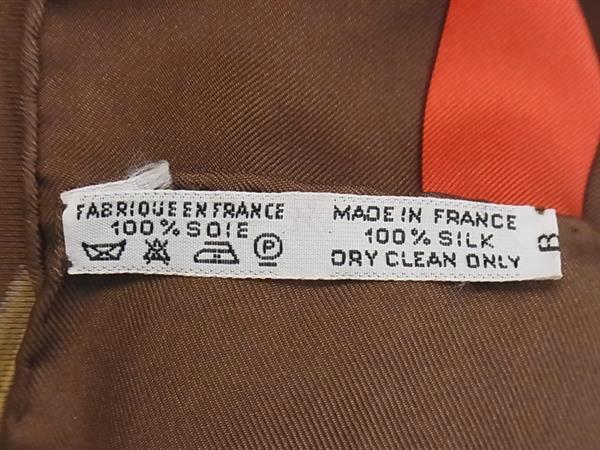 FABRIQUE EN FRANCE
100% SOIE
P
MADE IN FRANCE
100% SILK
DRY CLEAN ONLY
B